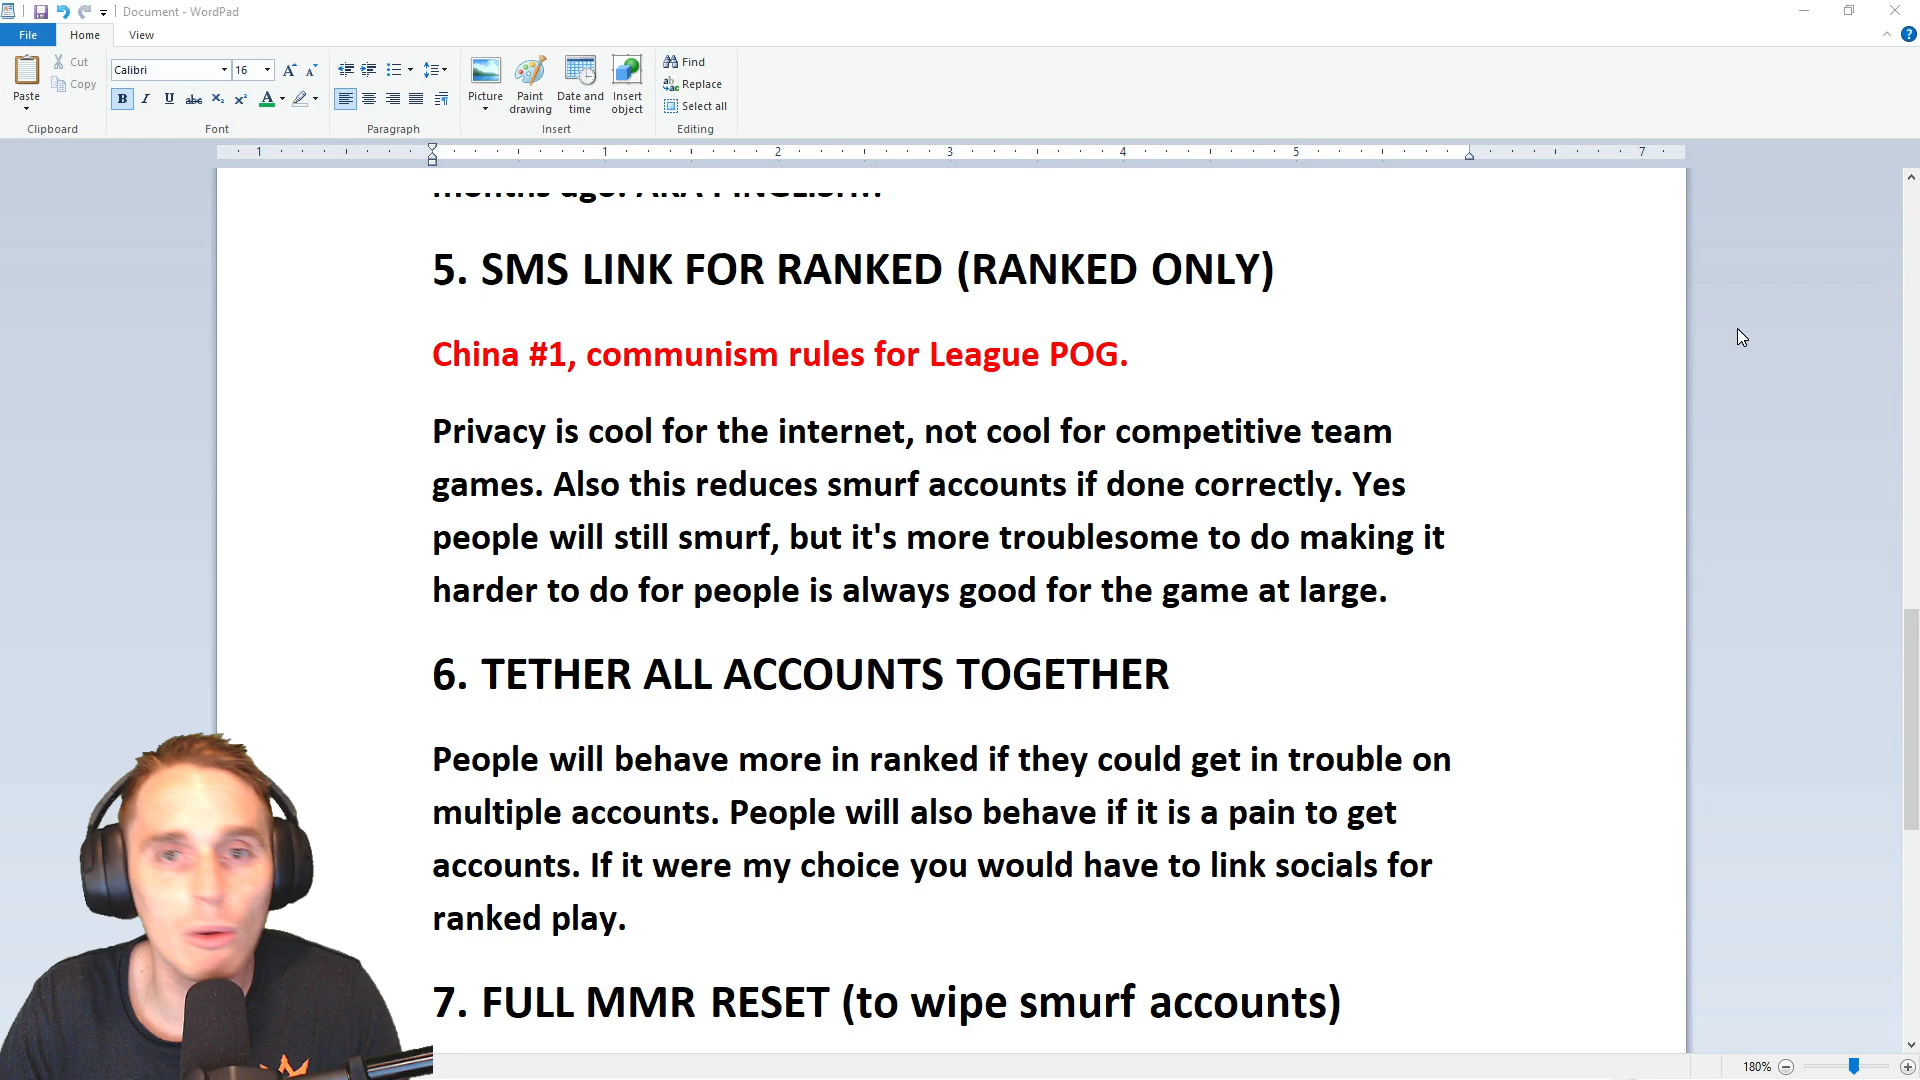 Document - WordPad
File
Home
View
Paste
Cut
Copy
Clipboard
Calibri
16
Font
Paragraph
Picture
Paint drawing
Date and time
Insert object
Insert
Find
Replace
Select all
Editing
1 1 2 3 4 5 7
5. SMS LINK FOR RANKED (RANKED ONLY)
China #1, communism rules for League POG.
Privacy is cool for the internet, not cool for competitive team
games. Also this reduces smurf accounts if done correctly. Yes
people will still smurf, but it's more troublesome to do making it
harder to do for people is always good for the game at large.
6. TETHER ALL ACCOUNTS TOGETHER
People will behave more in ranked if they could get in trouble on
multiple accounts. People will also behave if it is a pain to get
accounts. If it were my choice you would have to link socials for
ranked play.
7. FULL MMR RESET (to wipe smurf accounts)
180%